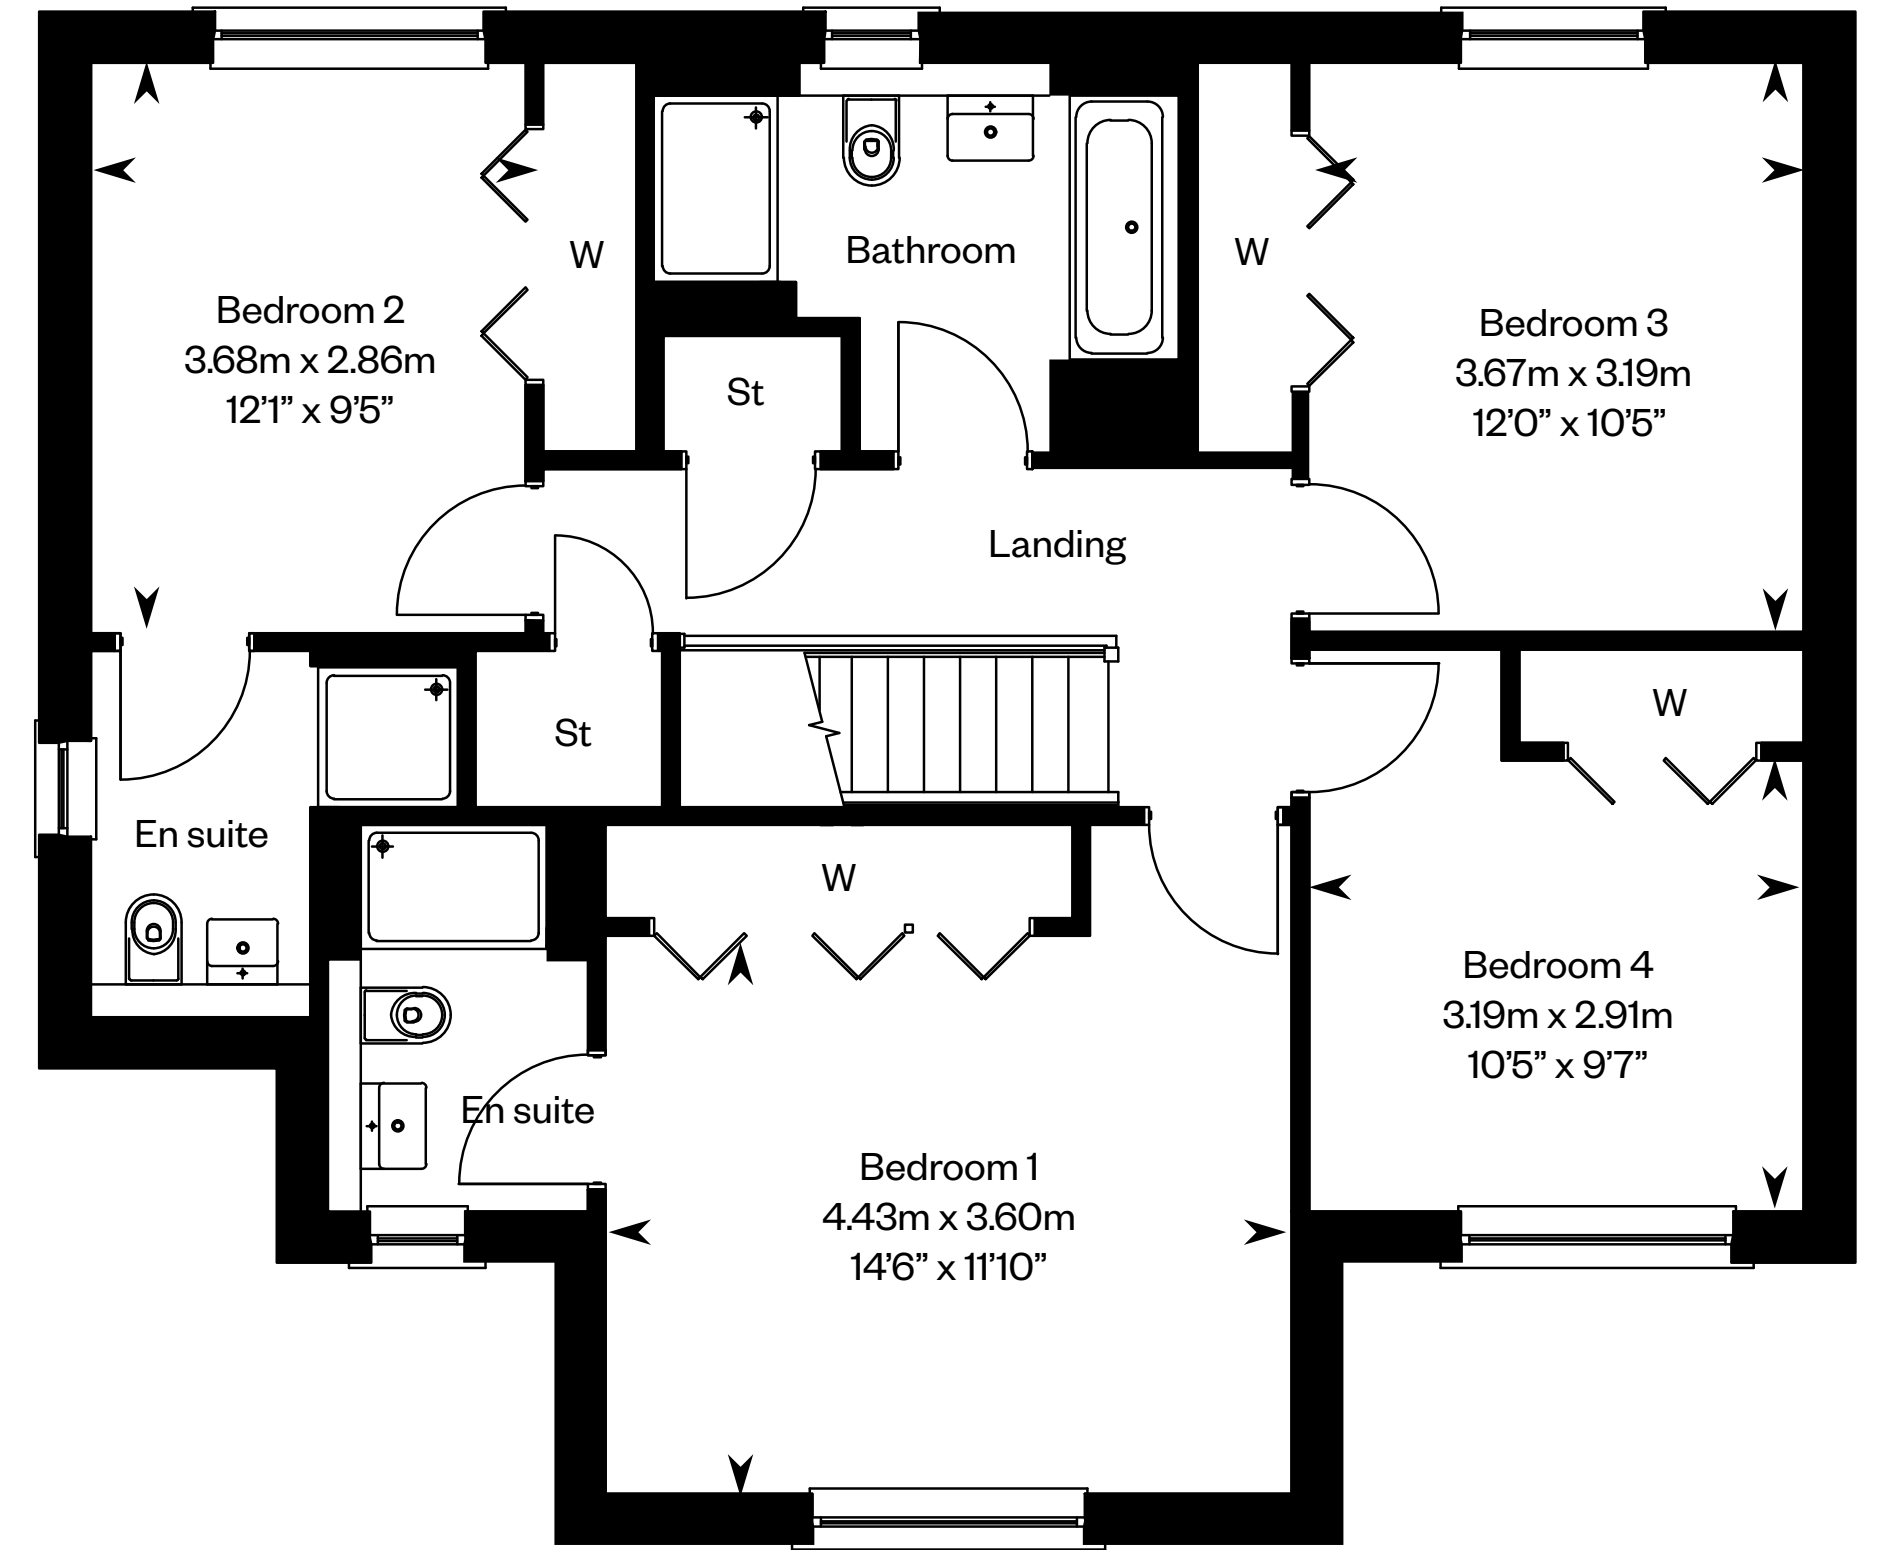 W
Bathroom
W
Bedroom 2
3.68m x 2.86m
12’1” x 9’5”
St
Bedroom 3
3.67m x 3.19m
12’0” x 10’5”
Landing
St
W
En suite
W
Bedroom 4
3.19m x 2.91m
10’5” x 9’7”
En suite
Bedroom 1
4.43m x 3.60m
14’6” x 11’10”